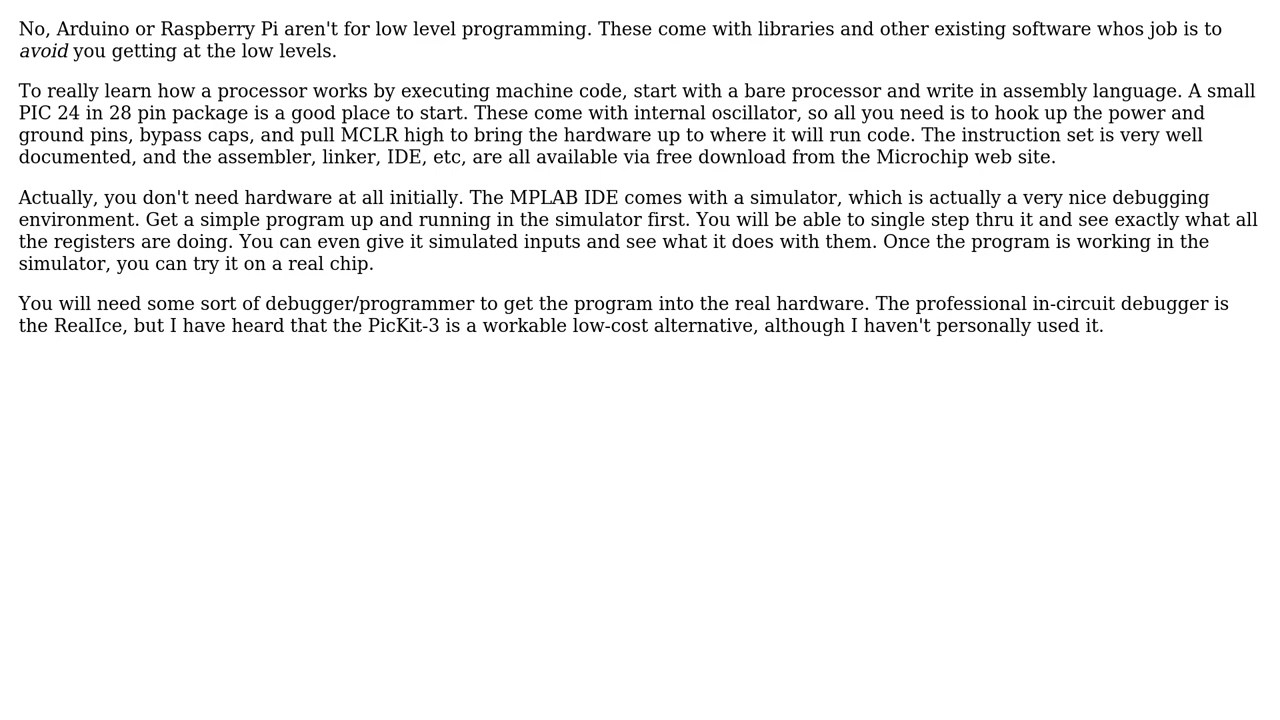 No, Arduino or Raspberry Pi aren't for low level programming. These come with libraries and other existing software whos job is to
avoid you getting at the low levels.
To really learn how a processor works by executing machine code, start with a bare processor and write in assembly language. A small
PIC 24 in 28 pin package is a good place to start. These come with internal oscillator, so all you need is to hook up the power and
ground pins, bypass caps, and pull MCLR high to bring the hardware up to where it will run code. The instruction set is very well
documented, and the assembler, linker, IDE, etc, are all available via free download from the Microchip web site.
Actually, you don't need hardware at all initially. The MPLAB IDE comes with a simulator, which is actually a very nice debugging
environment. Get a simple program up and running in the simulator first. You will be able to single step thru it and see exactly what all
the registers are doing. You can even give it simulated inputs and see what it does with them. Once the program is working in the
simulator, you can try it on a real chip.
You will need some sort of debugger/programmer to get the program into the real hardware. The professional in-circuit debugger is
the RealIce, but I have heard that the PicKit-3 is a workable low-cost alternative, although I haven't personally used it.